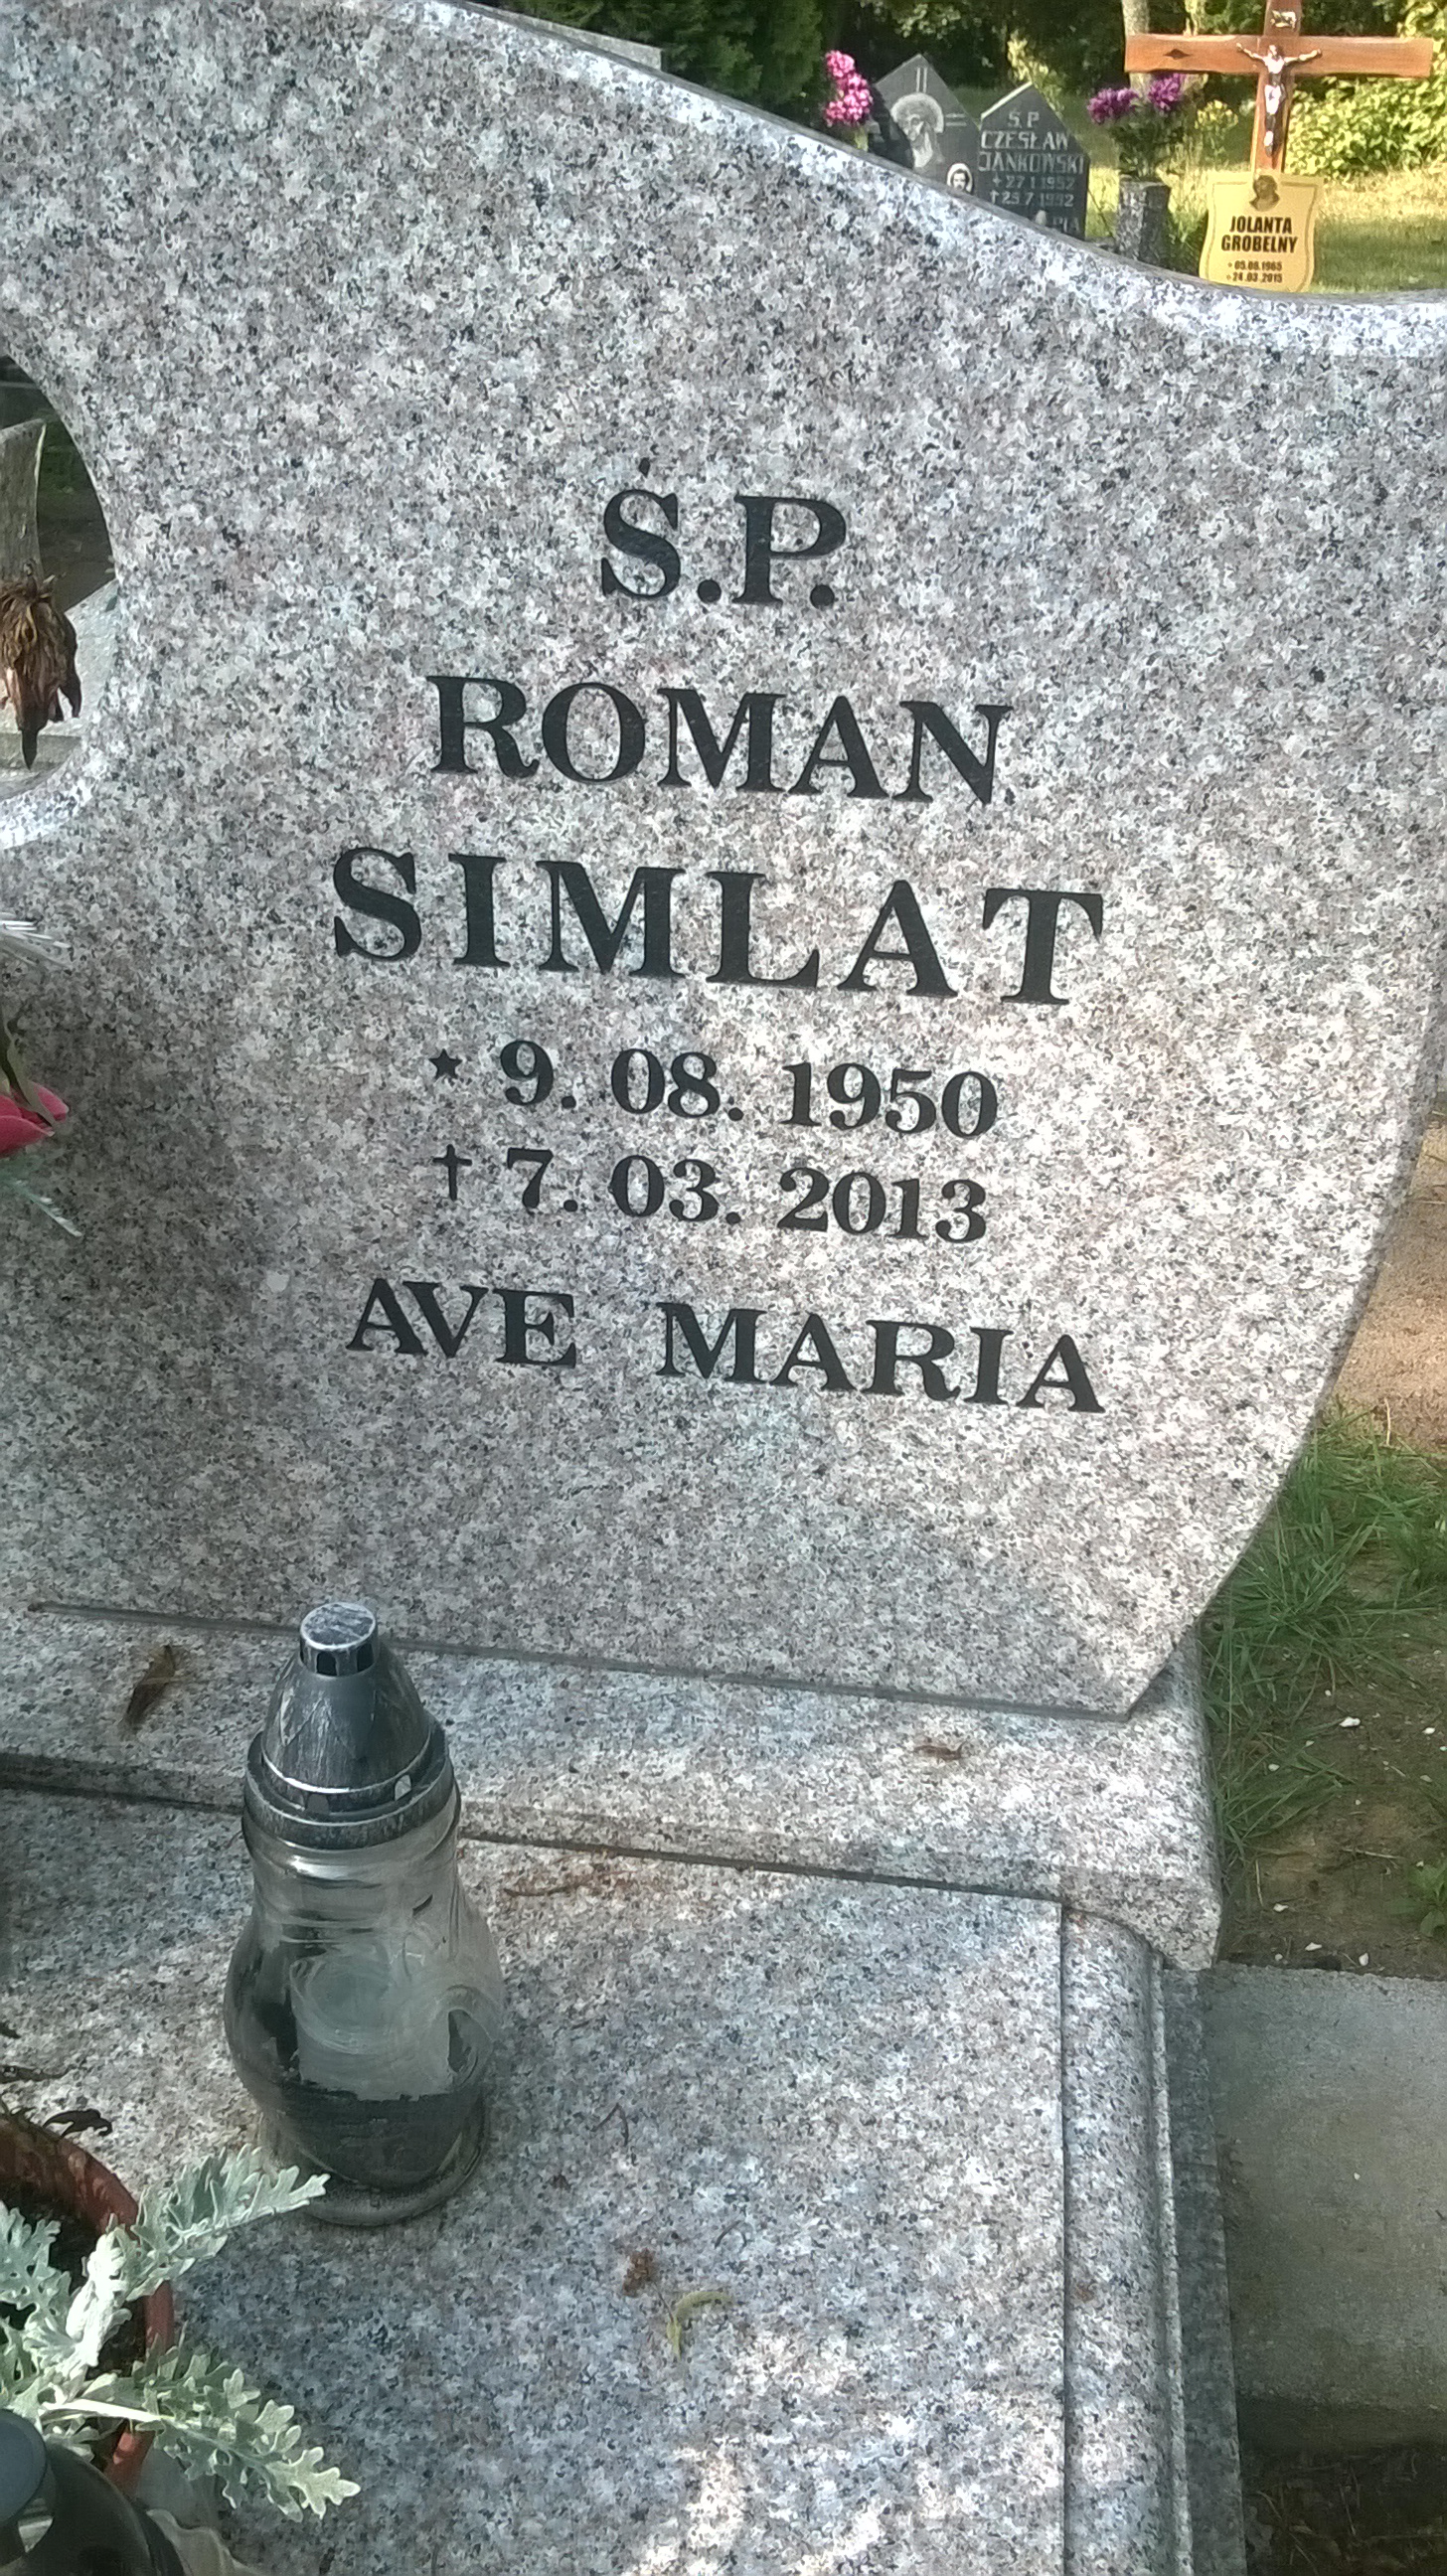 Ś.P.
ROMAN
SIMLAT
★ 9. 08. 1950
† 7. 03. 2013
AVE MARIA
Ś.P.
CZESŁAW
JANKOWSKI
JOLANTA
GROBELNY